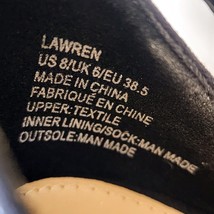 LAWREN
US 8/UK 6/EU 38.5
MADE IN CHINA
FABRIQUÉ EN CHINE
UPPER:TEXTILE
INNER LINING/SOCK:MAN MADE
OUTSOLE:MAN MADE